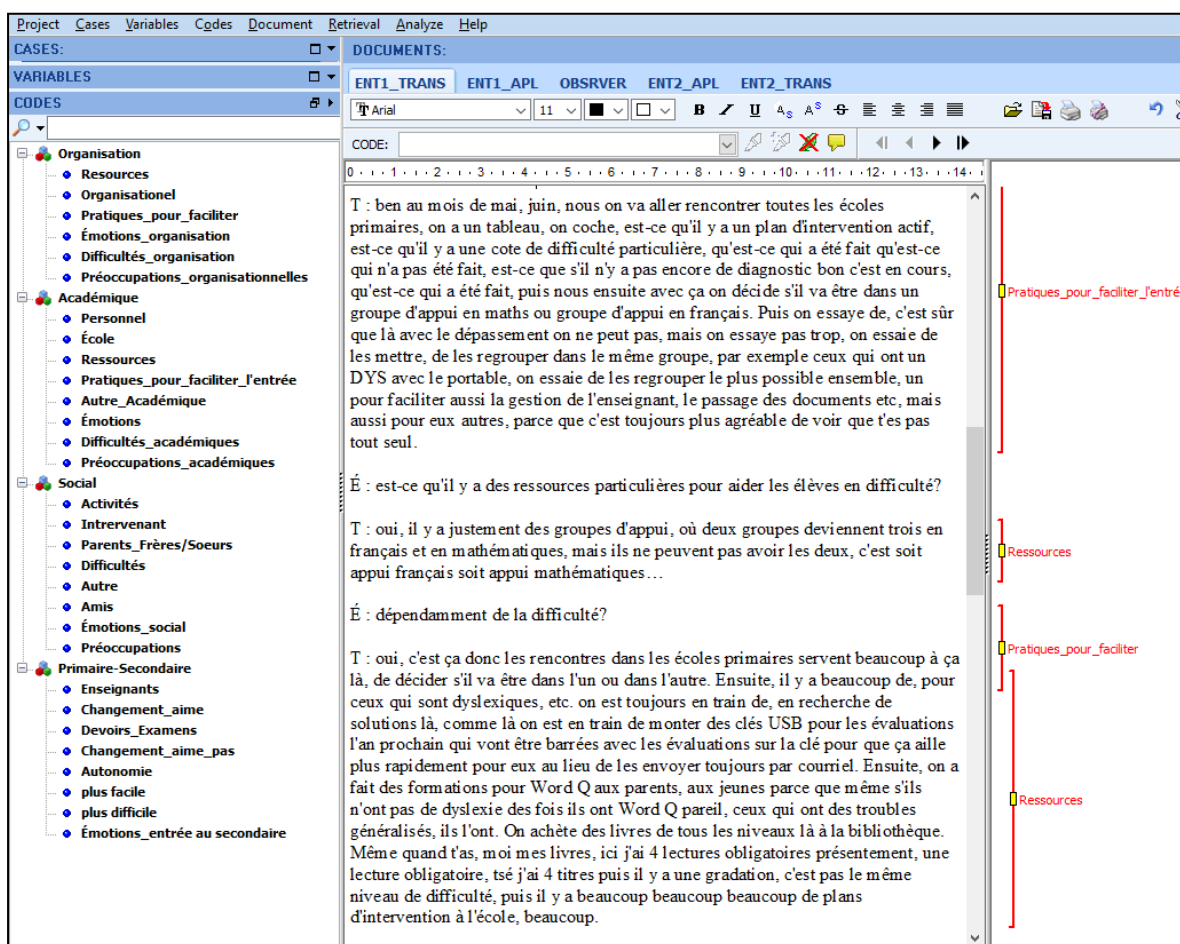 Project Cases Variables Codes Document Retrieval Analyze Help
CASES:
VARIABLES
CODES
Organisation
Resources
Organisationel
Pratiques_pour_faciliter
Émotions_organisation
Difficultés_organisation
Préoccupations_organisationnelles
Académique
Personnel
École
Ressources
Pratiques_pour_faciliter_l'entrée
Autre_Académique
Émotions
Difficultés_académiques
Préoccupations_académiques
Social
Activités
Intrervenant
Parents_Frères/Soeurs
Difficultés
Autre
Amis
Émotions_social
Préoccupations
Primaire-Secondaire
Enseignants
Changement_aime
Devoirs_Examens
Changement_aime_pas
Autonomie
plus facile
plus difficile
Émotions_entrée au secondaire
DOCUMENTS:
ENT1_TRANS ENT1_APL OBSRVER ENT2_APL ENT2_TRANS
Arial 11 B I U A S A S S
CODE:
0 1 2 3 4 5 6 7 8 9 10 11 12 13 14
T : ben au mois de mai, juin, nous on va aller rencontrer toutes les écoles
primaires, on a un tableau, on coche, est-ce qu'il y a un plan d'intervention actif,
est-ce qu'il y a une cote de difficulté particulière, qu'est-ce qui a été fait qu'est-ce
qui n'a pas été fait, est-ce que s'il n'y a pas encore de diagnostic bon c'est en cours,
qu'est-ce qui a été fait, puis nous ensuite avec ça on décide s'il va être dans un
groupe d'appui en maths ou groupe d'appui en français. Puis on essaye de, c'est sûr
que là avec le dépassement on ne peut pas, mais on essaye pas trop, on essaie de
les mettre, de les regrouper dans le même groupe, par exemple ceux qui ont un
DYS avec le portable, on essaie de les regrouper le plus possible ensemble, un
pour faciliter aussi la gestion de l'enseignant, le passage des documents etc, mais
aussi pour eux autres, parce que c'est toujours plus agréable de voir que t'es pas
tout seul.
É : est-ce qu'il y a des ressources particulières pour aider les élèves en difficulté?
T : oui, il y a justement des groupes d'appui, où deux groupes deviennent trois en
français et en mathématiques, mais ils ne peuvent pas avoir les deux, c'est soit
appui français soit appui mathématiques…
É : dépendamment de la difficulté?
T : oui, c'est ça donc les rencontres dans les écoles primaires servent beaucoup à ça
là, de décider s'il va être dans l'un ou dans l'autre. Ensuite, il y a beaucoup de, pour
ceux qui sont dyslexiques, etc. on est toujours en train de, en recherche de
solutions là, comme là on est en train de monter des clés USB pour les évaluations
l'an prochain qui vont être barrées avec les évaluations sur la clé pour que ça aille
plus rapidement pour eux au lieu de les envoyer toujours par courriel. Ensuite, on a
fait des formations pour Word Q aux parents, aux jeunes parce que même s'ils
n'ont pas de dyslexie des fois ils ont Word Q pareil, ceux qui ont des troubles
généralisés, ils l'ont. On achète des livres de tous les niveaux là à la bibliothèque.
Même quand t'as, moi mes livres, ici j'ai 4 lectures obligatoires présentement, une
lecture obligatoire, tsé j'ai 4 titres puis il y a une gradation, c'est pas le même
niveau de difficulté, puis il y a beaucoup beaucoup beaucoup de plans
d'intervention à l'école, beaucoup.
Pratiques_pour_faciliter_l'entré
Ressources
Pratiques_pour_faciliter
Ressources